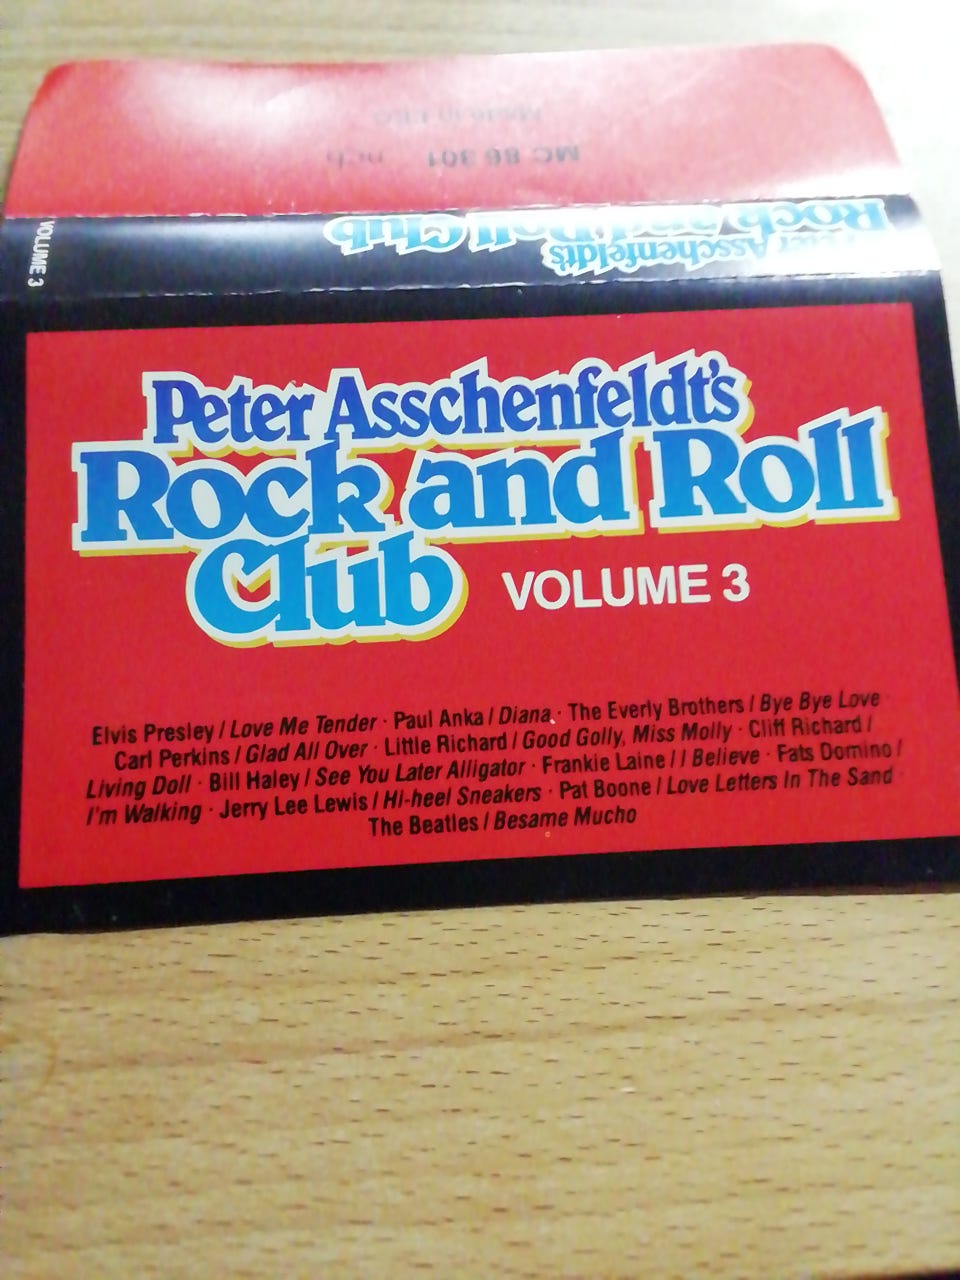 Made in EEC
MC 86 301 ncb
Peter Asschenfeldt's
Rock and Roll Club
VOLUME 3
Peter Asschenfeldt's
Rock and Roll
Club VOLUME 3
Elvis Presley / Love Me Tender · Paul Anka / Diana · The Everly Brothers / Bye Bye Love
Carl Perkins / Glad All Over · Little Richard / Good Golly, Miss Molly · Cliff Richard /
Living Doll · Bill Haley / See You Later Alligator · Frankie Laine / I Believe · Fats Domino /
I'm Walking · Jerry Lee Lewis / Hi-heel Sneakers · Pat Boone / Love Letters In The Sand
The Beatles / Besame Mucho